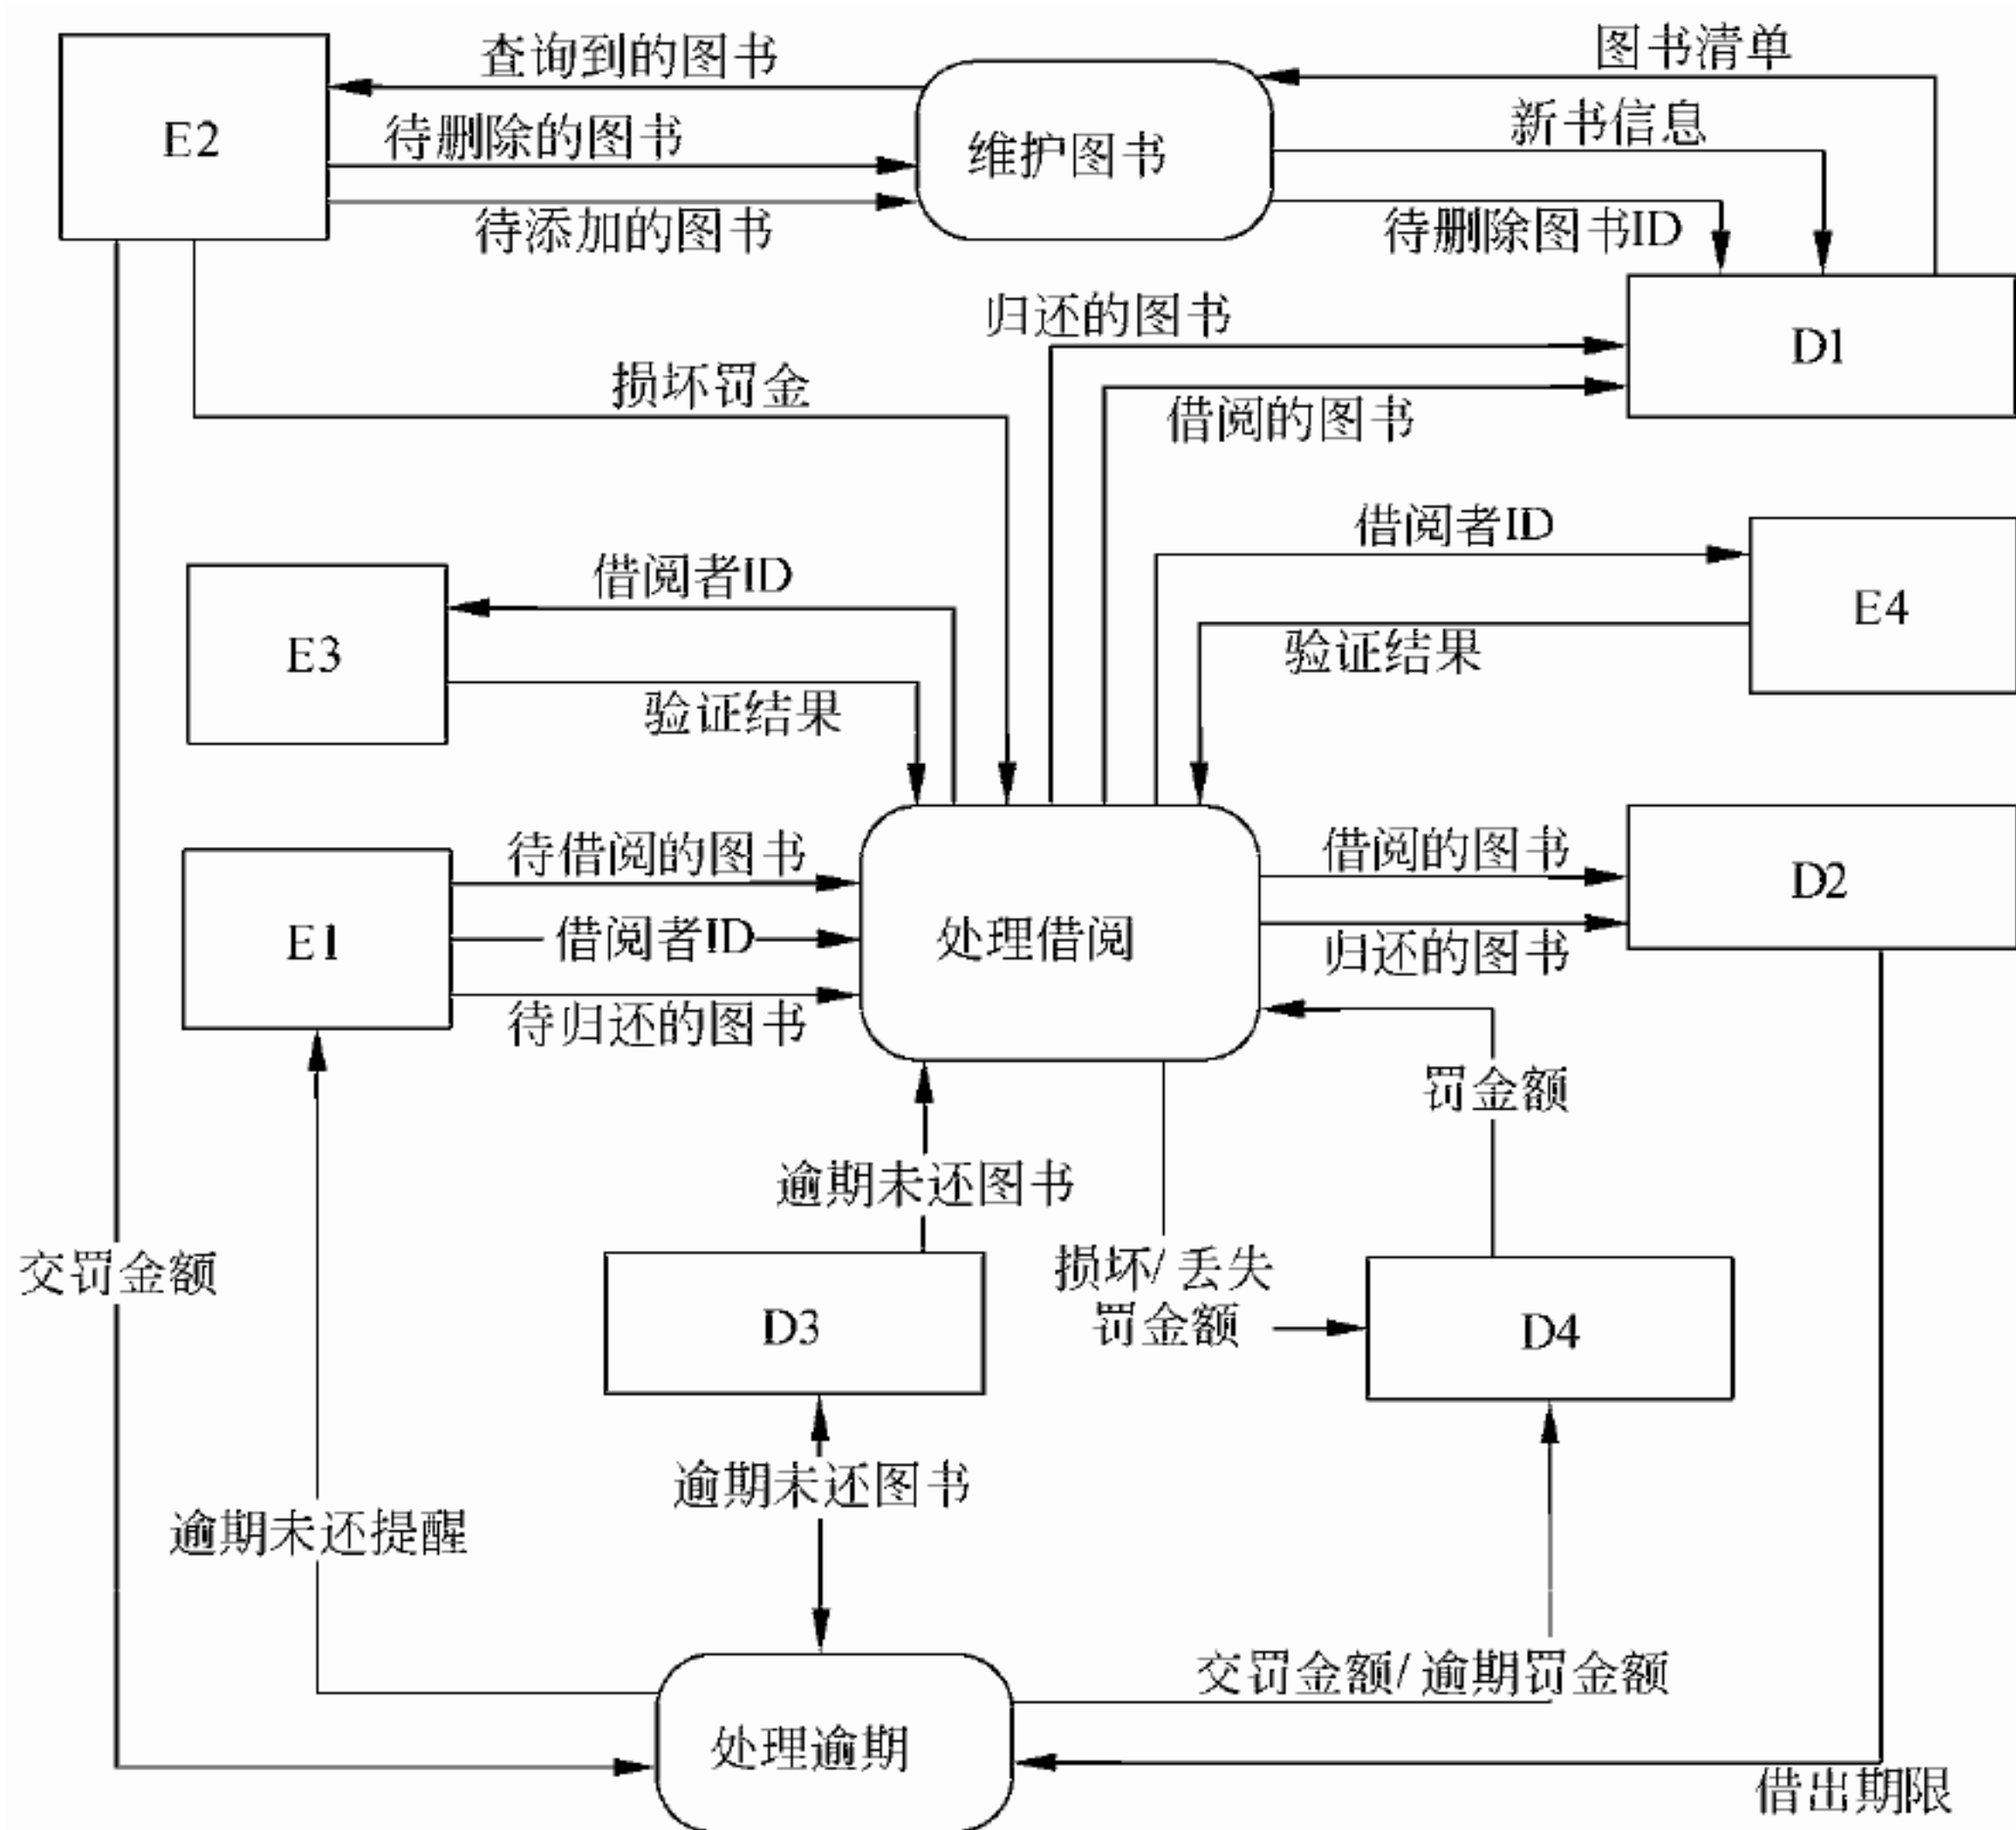 查询到的图书
图书清单
E2
待删除的图书
维护图书
新书信息
待添加的图书
待删除图书ID
归还的图书
D1
损坏罚金
借阅的图书
借阅者ID
借阅者ID
E3
E4
验证结果
验证结果
待借阅的图书
借阅的图书
D2
E1
借阅者ID
处理借阅
归还的图书
待归还的图书
罚金额
逾期未还图书
交罚金额
损坏/丢失
罚金额
D3
D4
逾期未还图书
逾期未还提醒
交罚金额/逾期罚金额
处理逾期
借出期限